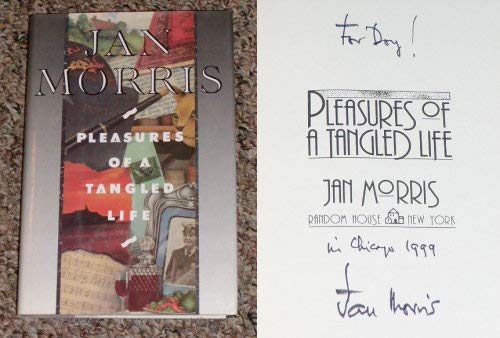 JAN
MORRIS
PLEASURES
OF A
TANGLED
LIFE
For Dory!
PLEASURES OF
A TANGLED LIFE
JAN MORRIS
RANDOM HOUSE NEW YORK
in Chicago 1999
Jan Morris